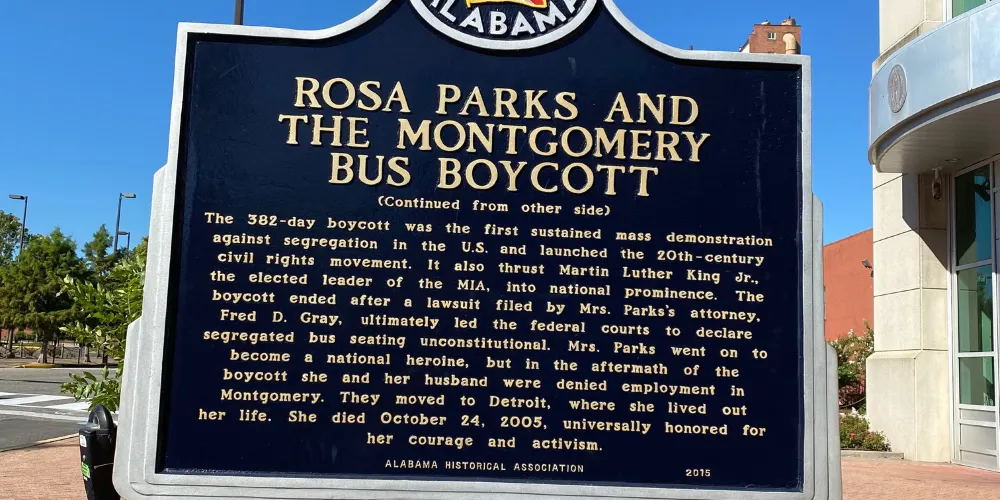 ALABAMA
ROSA PARKS AND
THE MONTGOMERY
BUS BOYCOTT
(Continued from other side)
The 382-day boycott was the first sustained mass demonstration
against segregation in the U.S. and launched the 20th-century
civil rights movement. It also thrust Martin Luther King Jr.,
the elected leader of the MIA, into national prominence. The
boycott ended after a lawsuit filed by Mrs. Parks's attorney,
Fred D. Gray, ultimately led the federal courts to declare
segregated bus seating unconstitutional. Mrs. Parks went on to
become a national heroine, but in the aftermath of the
boycott she and her husband were denied employment in
Montgomery. They moved to Detroit, where she lived out
her life. She died October 24, 2005, universally honored for
her courage and activism.
ALABAMA HISTORICAL ASSOCIATION 2015